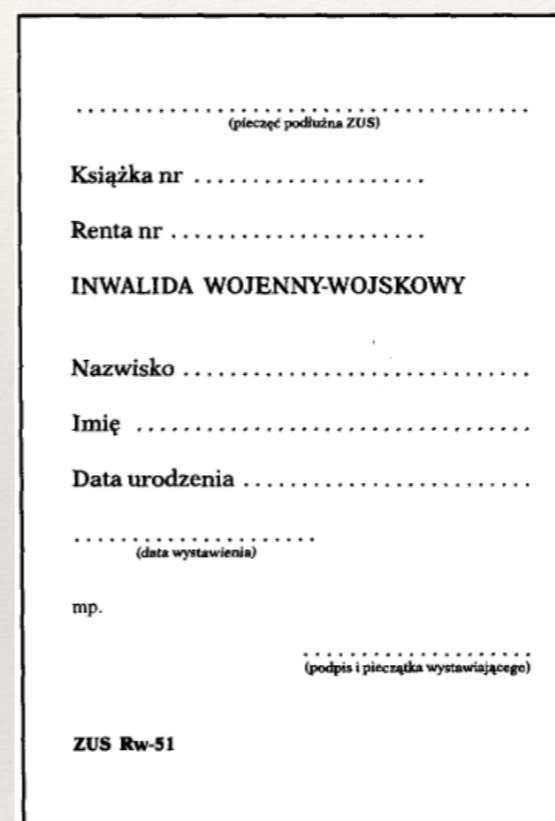 ........................................
(pieczęć podłużna ZUS)
Książka nr ....................
Renta nr ......................
INWALIDA WOJENNY-WOJSKOWY
Nazwisko ..............................
Imię ..................................
Data urodzenia .........................
.....................
(data wystawienia)
mp.
....................
(podpis i pieczątka wystawiającego)
ZUS Rw-51